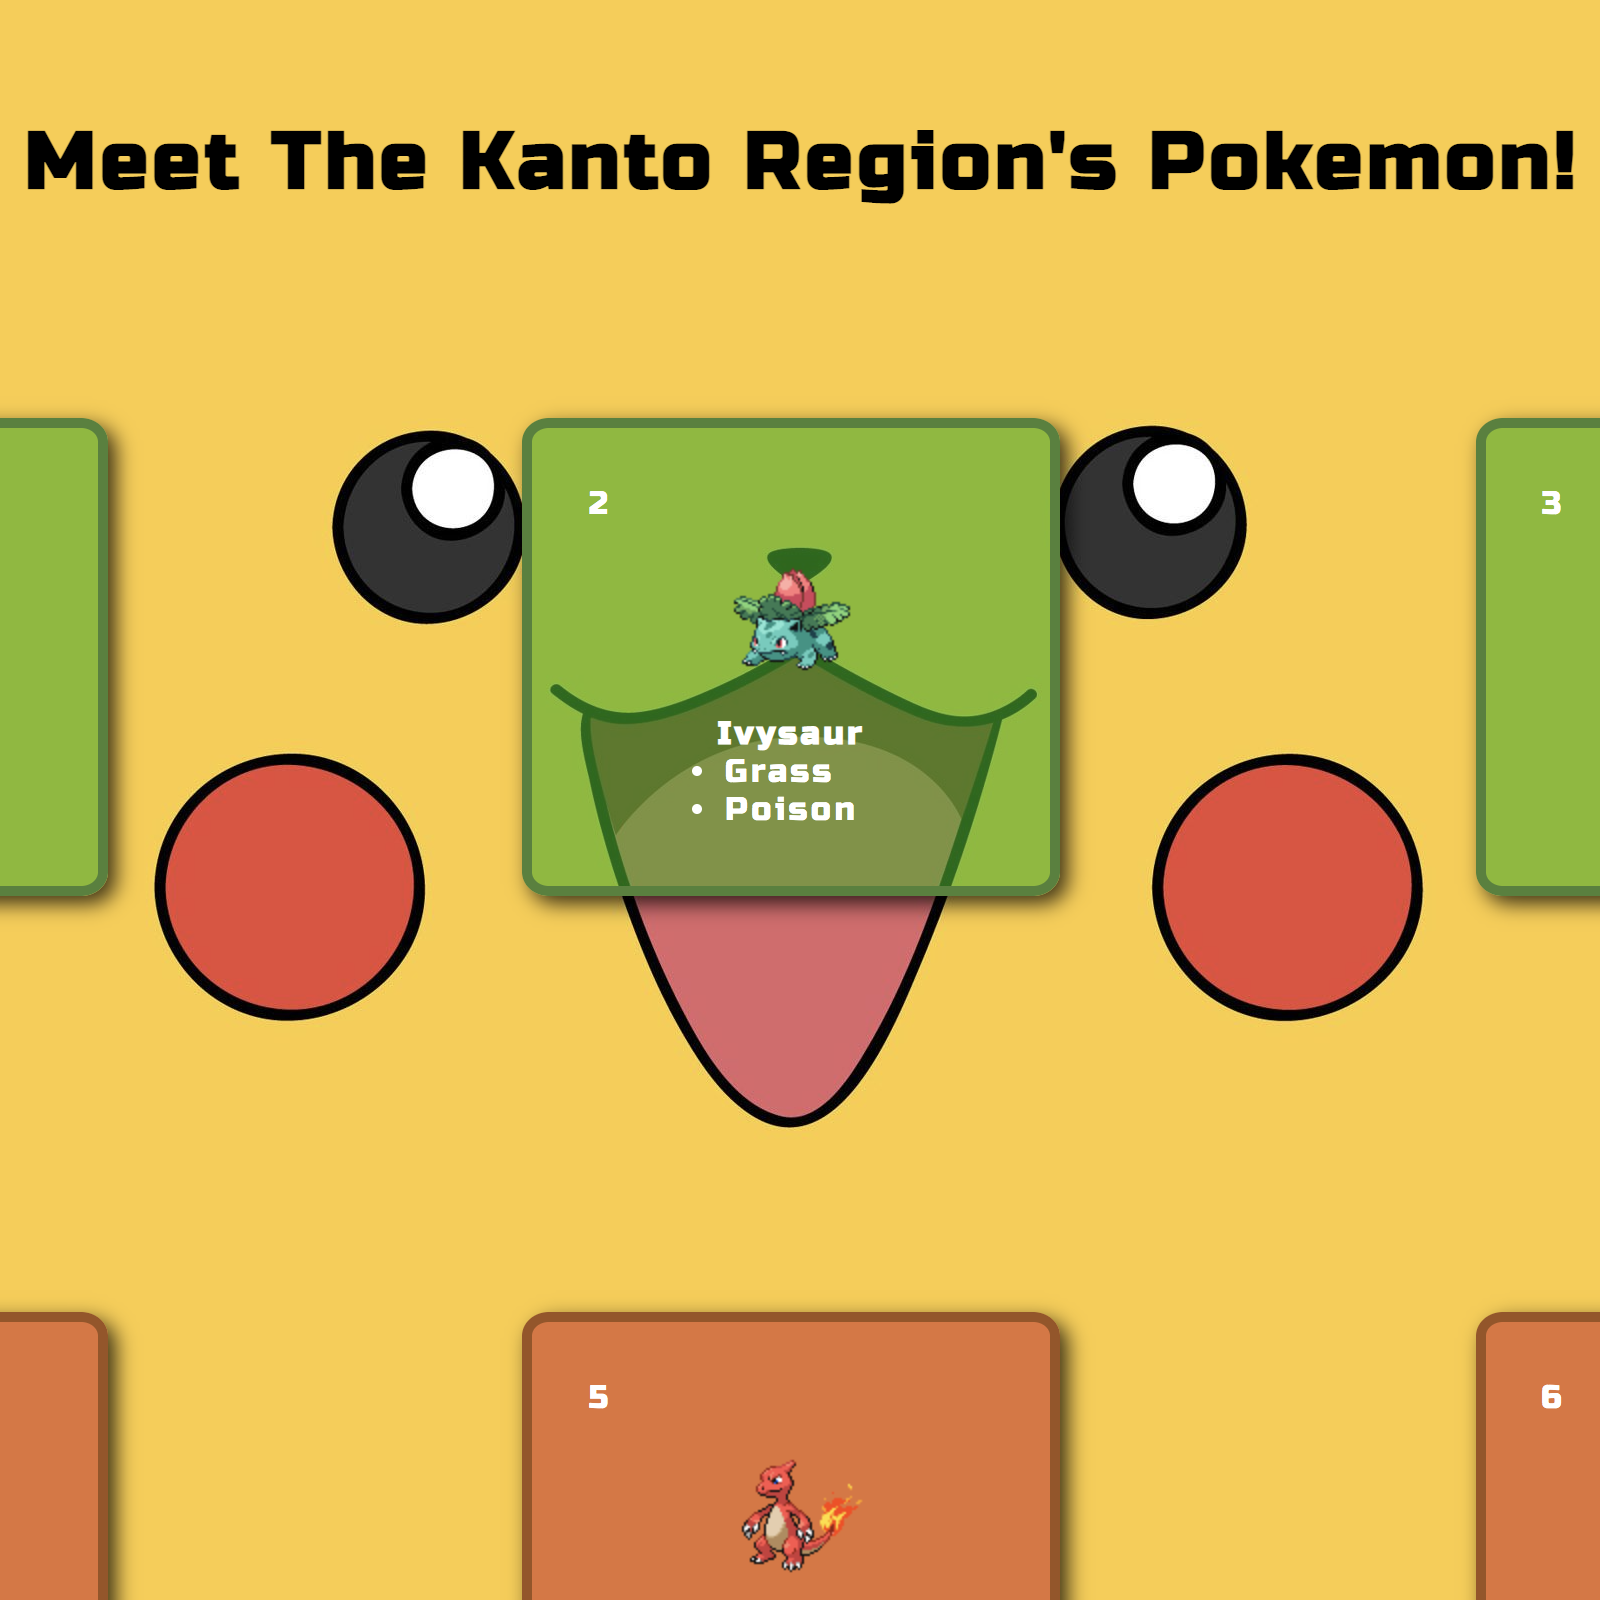 Meet The Kanto Region's Pokemon!
2
3
Ivysaur
• Grass
• Poison
5
6